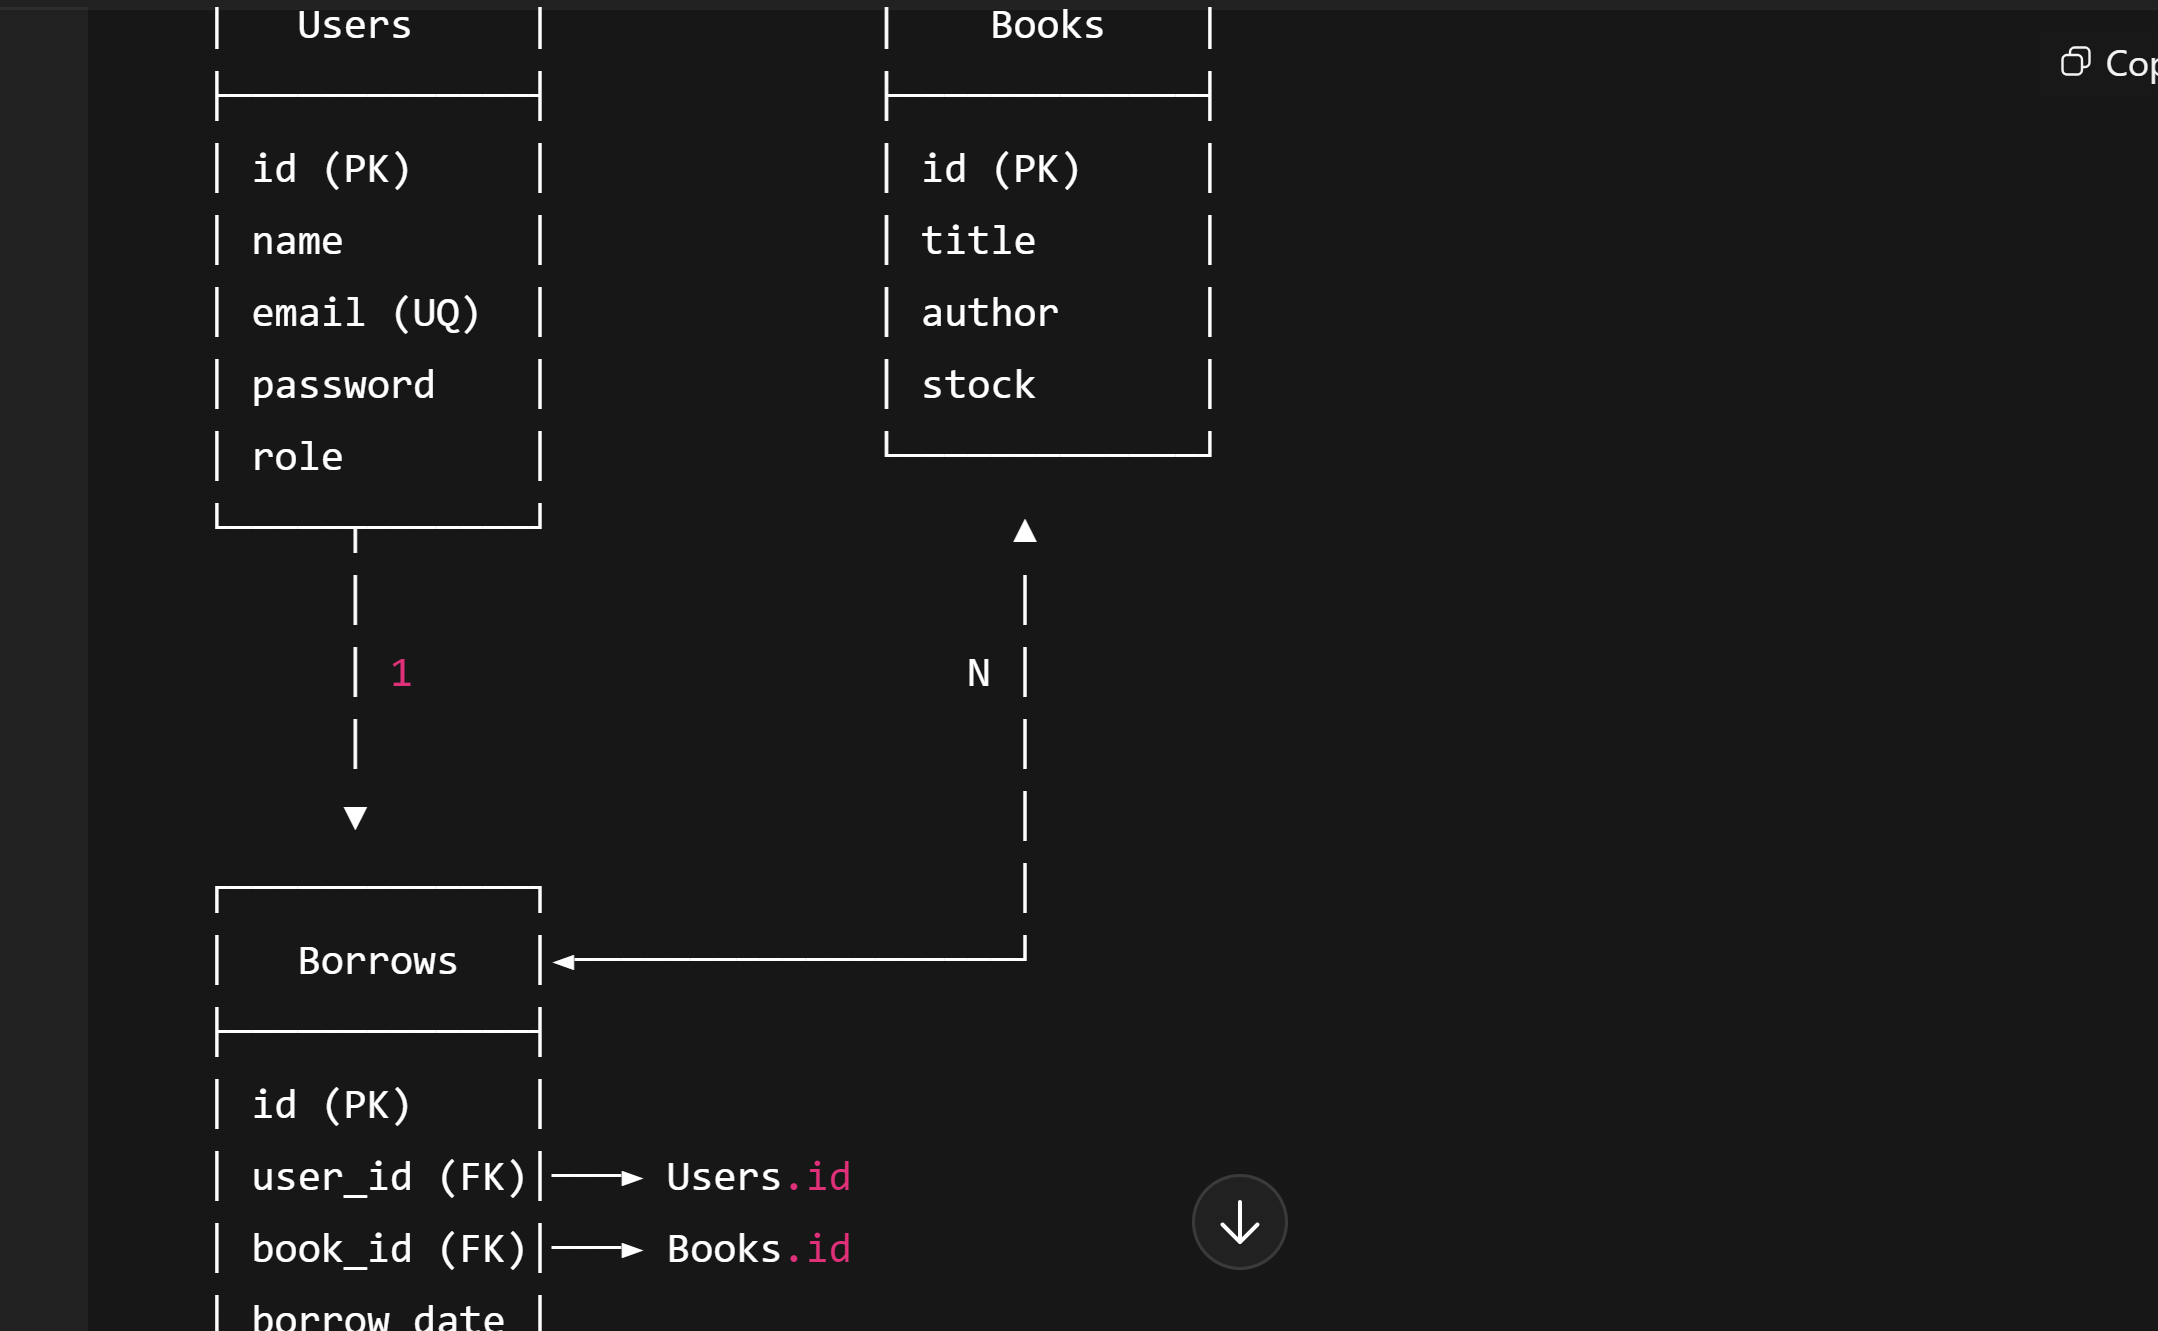 Users Books
Cop
id (PK) id (PK)
name title
email (UQ) author
password stock
role
1 N
Borrows
id (PK)
user_id (FK) Users.id
book_id (FK) Books.id
borrow_date